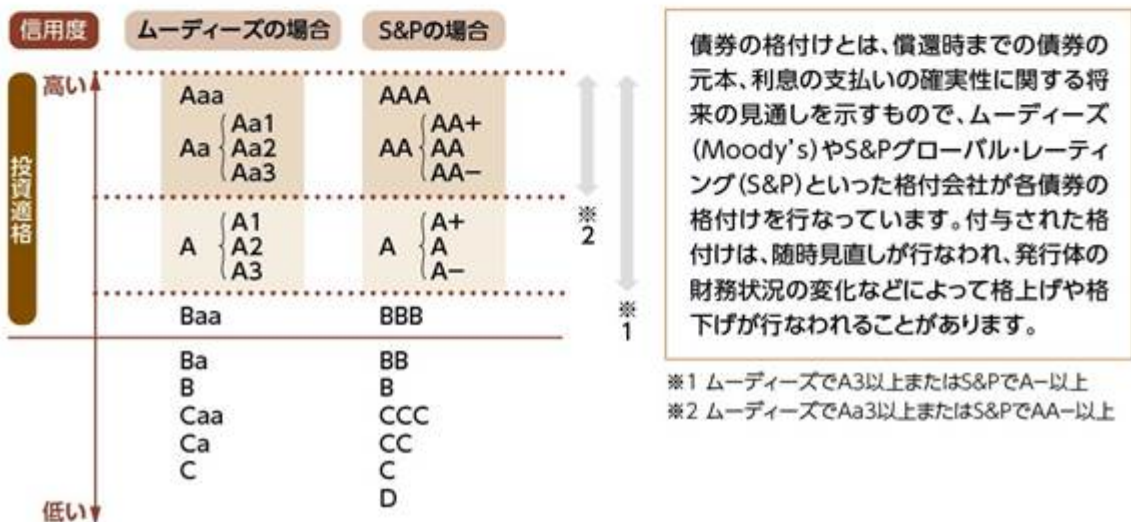 信用度 ムーディーズの場合 S&Pの場合
高い
投資適格
Aaa AAA
Aa Aa1 Aa2 Aa3 AA AA+ AA AA−
A A1 A2 A3 A A+ A A−
Baa BBB
Ba BB
B B
Caa CCC
Ca CC
C C
D
低い
※2
※1
債券の格付けとは、償還時までの債券の
元本、利息の支払いの確実性に関する将
来の見通しを示すもので、ムーディーズ
(Moody's)やS&Pグローバル・レーティ
ング(S&P)といった格付会社が各債券の
格付けを行なっています。付与された格
付けは、随時見直しが行なわれ、発行体の
財務状況の変化などによって格上げや格
下げが行なわれることがあります。
※1 ムーディーズでA3以上またはS&PでA−以上
※2 ムーディーズでAa3以上またはS&PでAA−以上